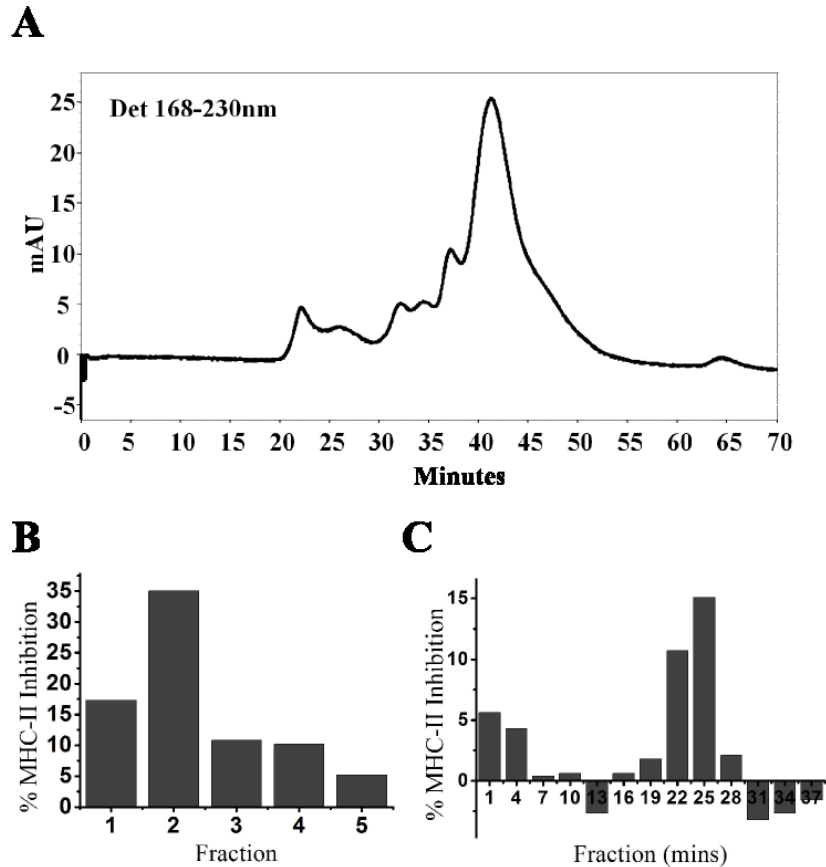 A
Det 168-230nm
mAU
25
20
15
10
5
0
-5
0 5 10 15 20 25 30 35 40 45 50 55 60 65 70
Minutes
B
% MHC-II Inhibition
35
30
25
20
15
10
5
0
1 2 3 4 5
Fraction
C
% MHC-II Inhibition
15
10
5
0
1 4 7 10 13 16 19 22 25 28 31 34 37
Fraction (mins)